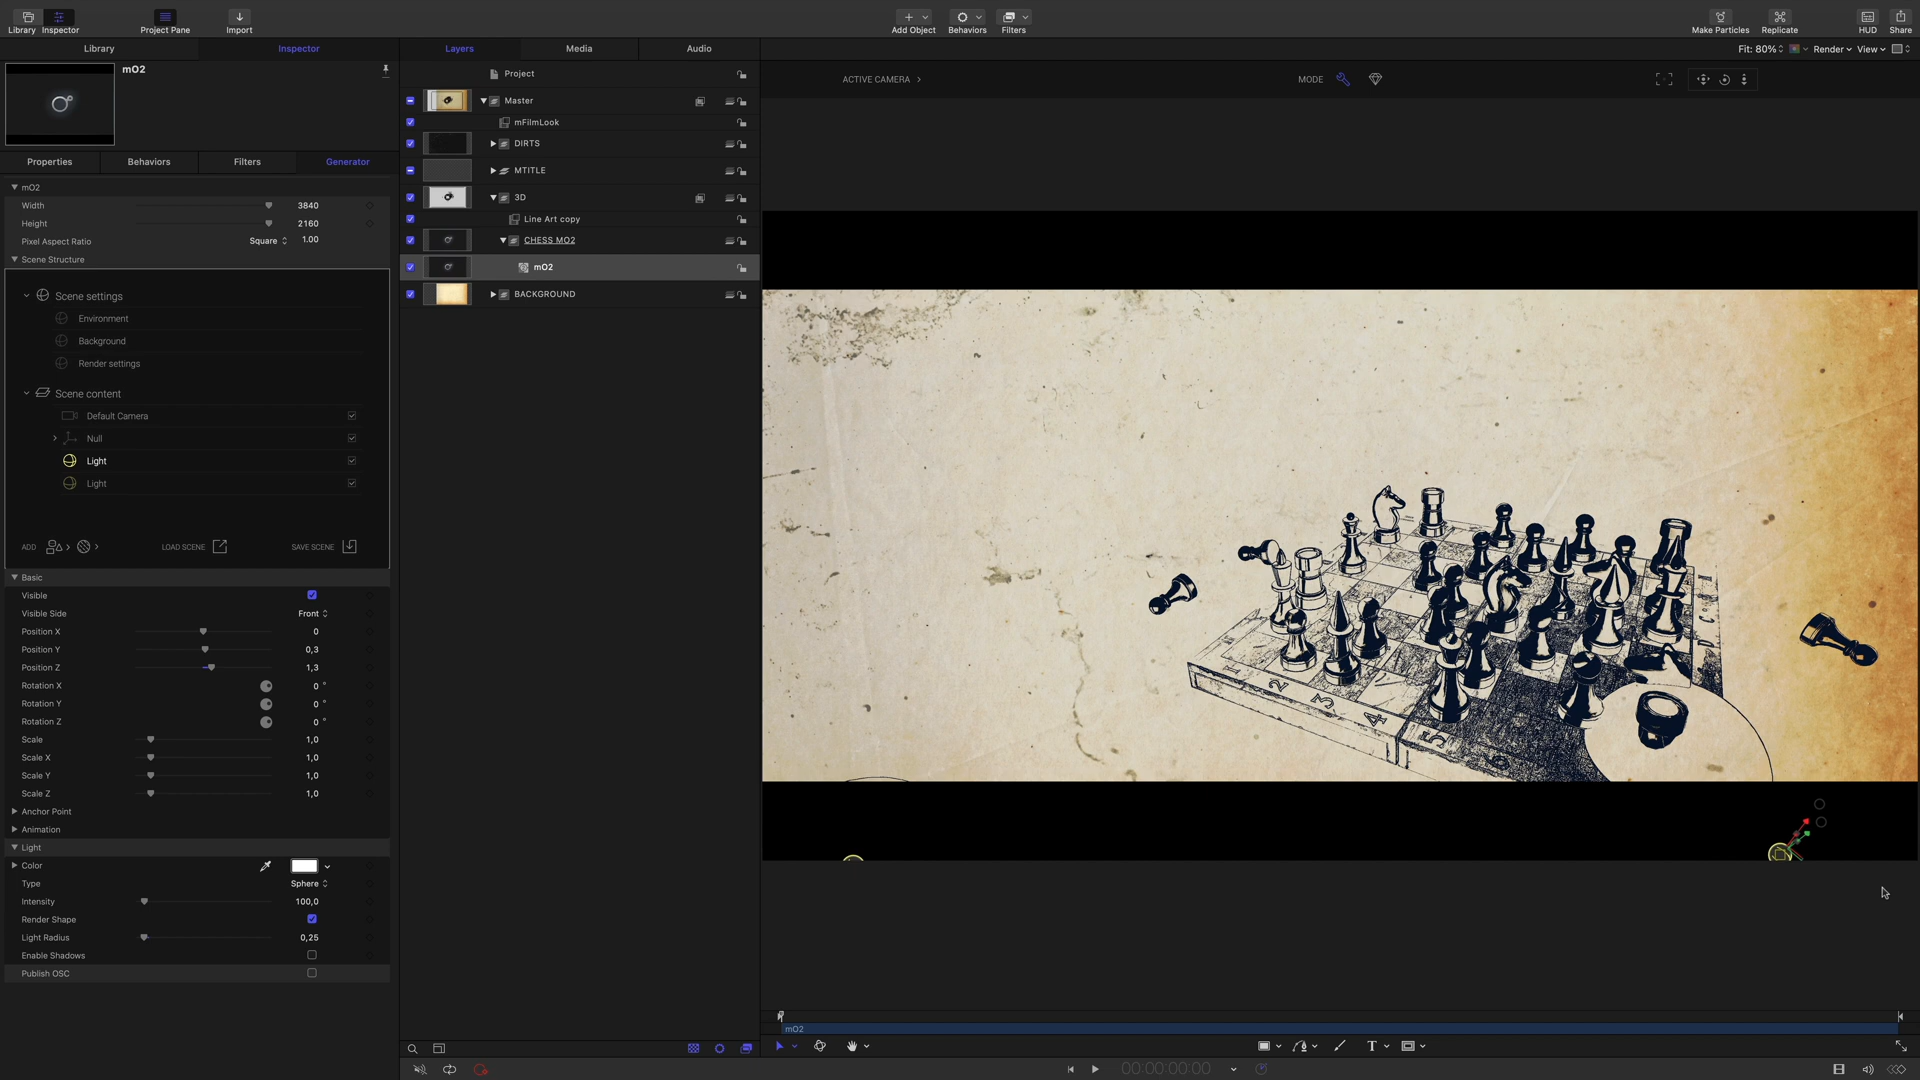 Library
Inspector
Project Pane
Import
Add Object
Behaviors
Filters
Make Particles
Replicate
HUD
Share
Library
Inspector
Layers
Media
Audio
Fit: 80%
Render
View
mO2
Project
ACTIVE CAMERA
MODE
Master
mFilmLook
DIRTS
Properties
Behaviors
Filters
Generator
MTITLE
mO2
3D
Width
3840
Height
2160
Line Art copy
Pixel Aspect Ratio
Square
1.00
CHESS MO2
Scene Structure
mO2
Scene settings
BACKGROUND
Environment
Background
Render settings
Scene content
Default Camera
Null
Light
Light
ADD
LOAD SCENE
SAVE SCENE
Basic
Visible
Visible Side
Front
Position X
0
Position Y
0,3
Position Z
1,3
Rotation X
0 °
Rotation Y
0 °
Rotation Z
0 °
Scale
1,0
Scale X
1,0
Scale Y
1,0
Scale Z
1,0
Anchor Point
Animation
Light
Color
Type
Sphere
Intensity
100,0
Render Shape
Light Radius
0,25
Enable Shadows
Publish OSC
1
2
3
4
5
6
mO2
T
00:00:00:00